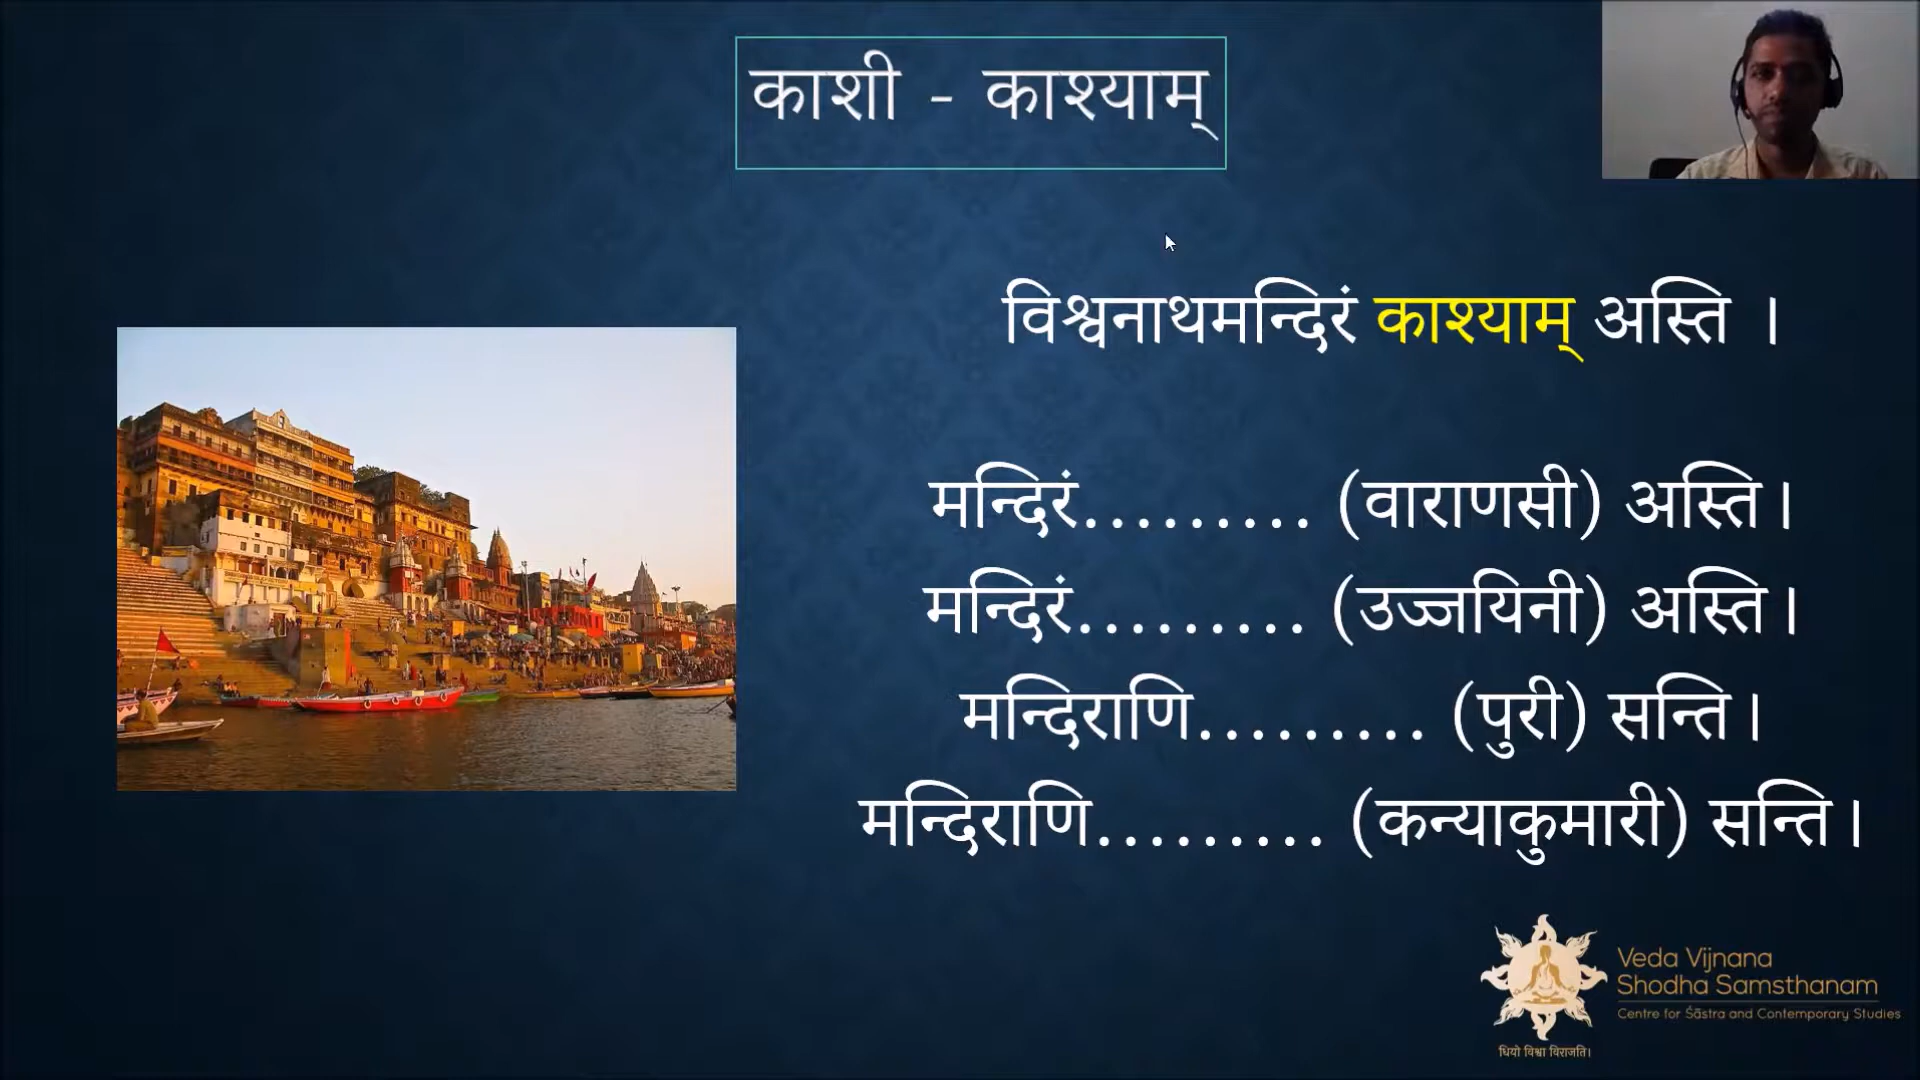 काशी - काश्याम्
विश्वनाथमन्दिरं काश्याम् अस्ति ।
मन्दिरं......... (वाराणसी) अस्ति।
मन्दिरं......... (उज्जयिनी) अस्ति।
मन्दिराणि......... (पुरी) सन्ति।
मन्दिराणि......... (कन्याकुमारी) सन्ति।
Veda Vijnana
Shodha Samsthanam
Centre for Śāstra and Contemporary Studies
धियो विश्वा विराजति।